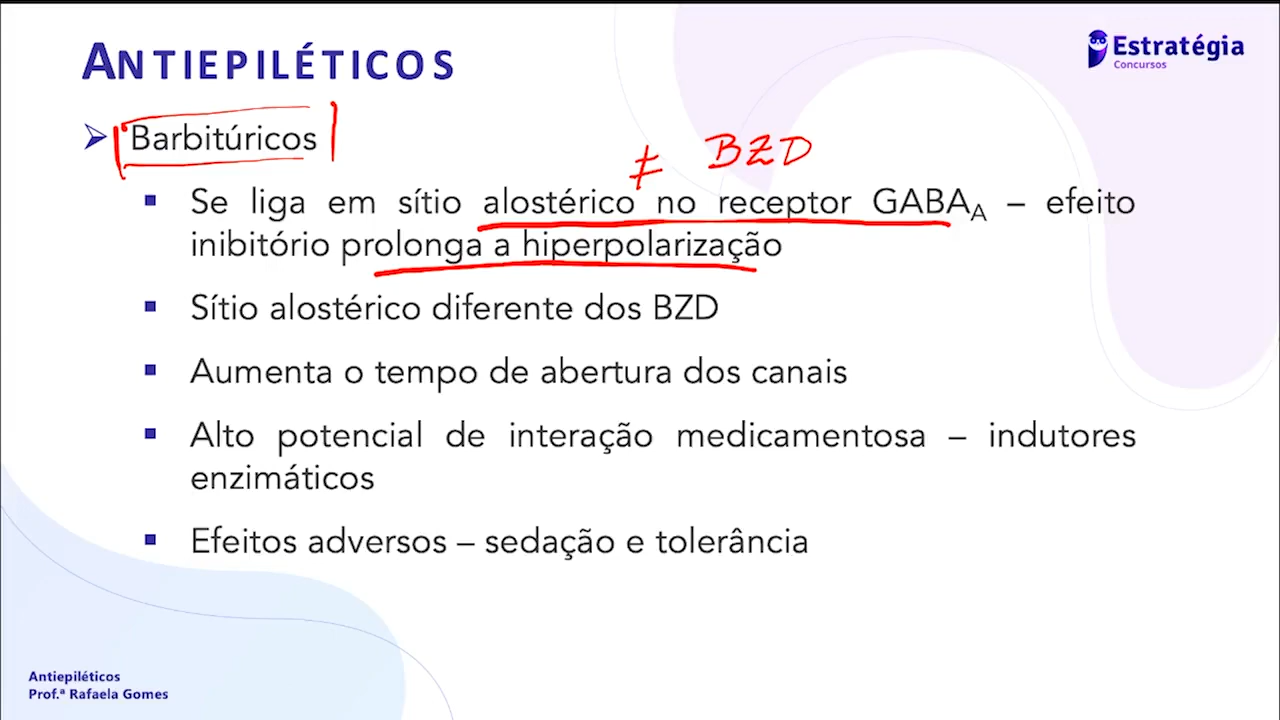 ANTIEPILÉTICOS
Estratégia
Concursos
Barbitúricos
≠ BZD
Se liga em sítio alostérico no receptor GABAA – efeito
inibitório prolonga a hiperpolarização
Sítio alostérico diferente dos BZD
Aumenta o tempo de abertura dos canais
Alto potencial de interação medicamentosa – indutores
enzimáticos
Efeitos adversos – sedação e tolerância
Antiepiléticos
Prof.ª Rafaela Gomes